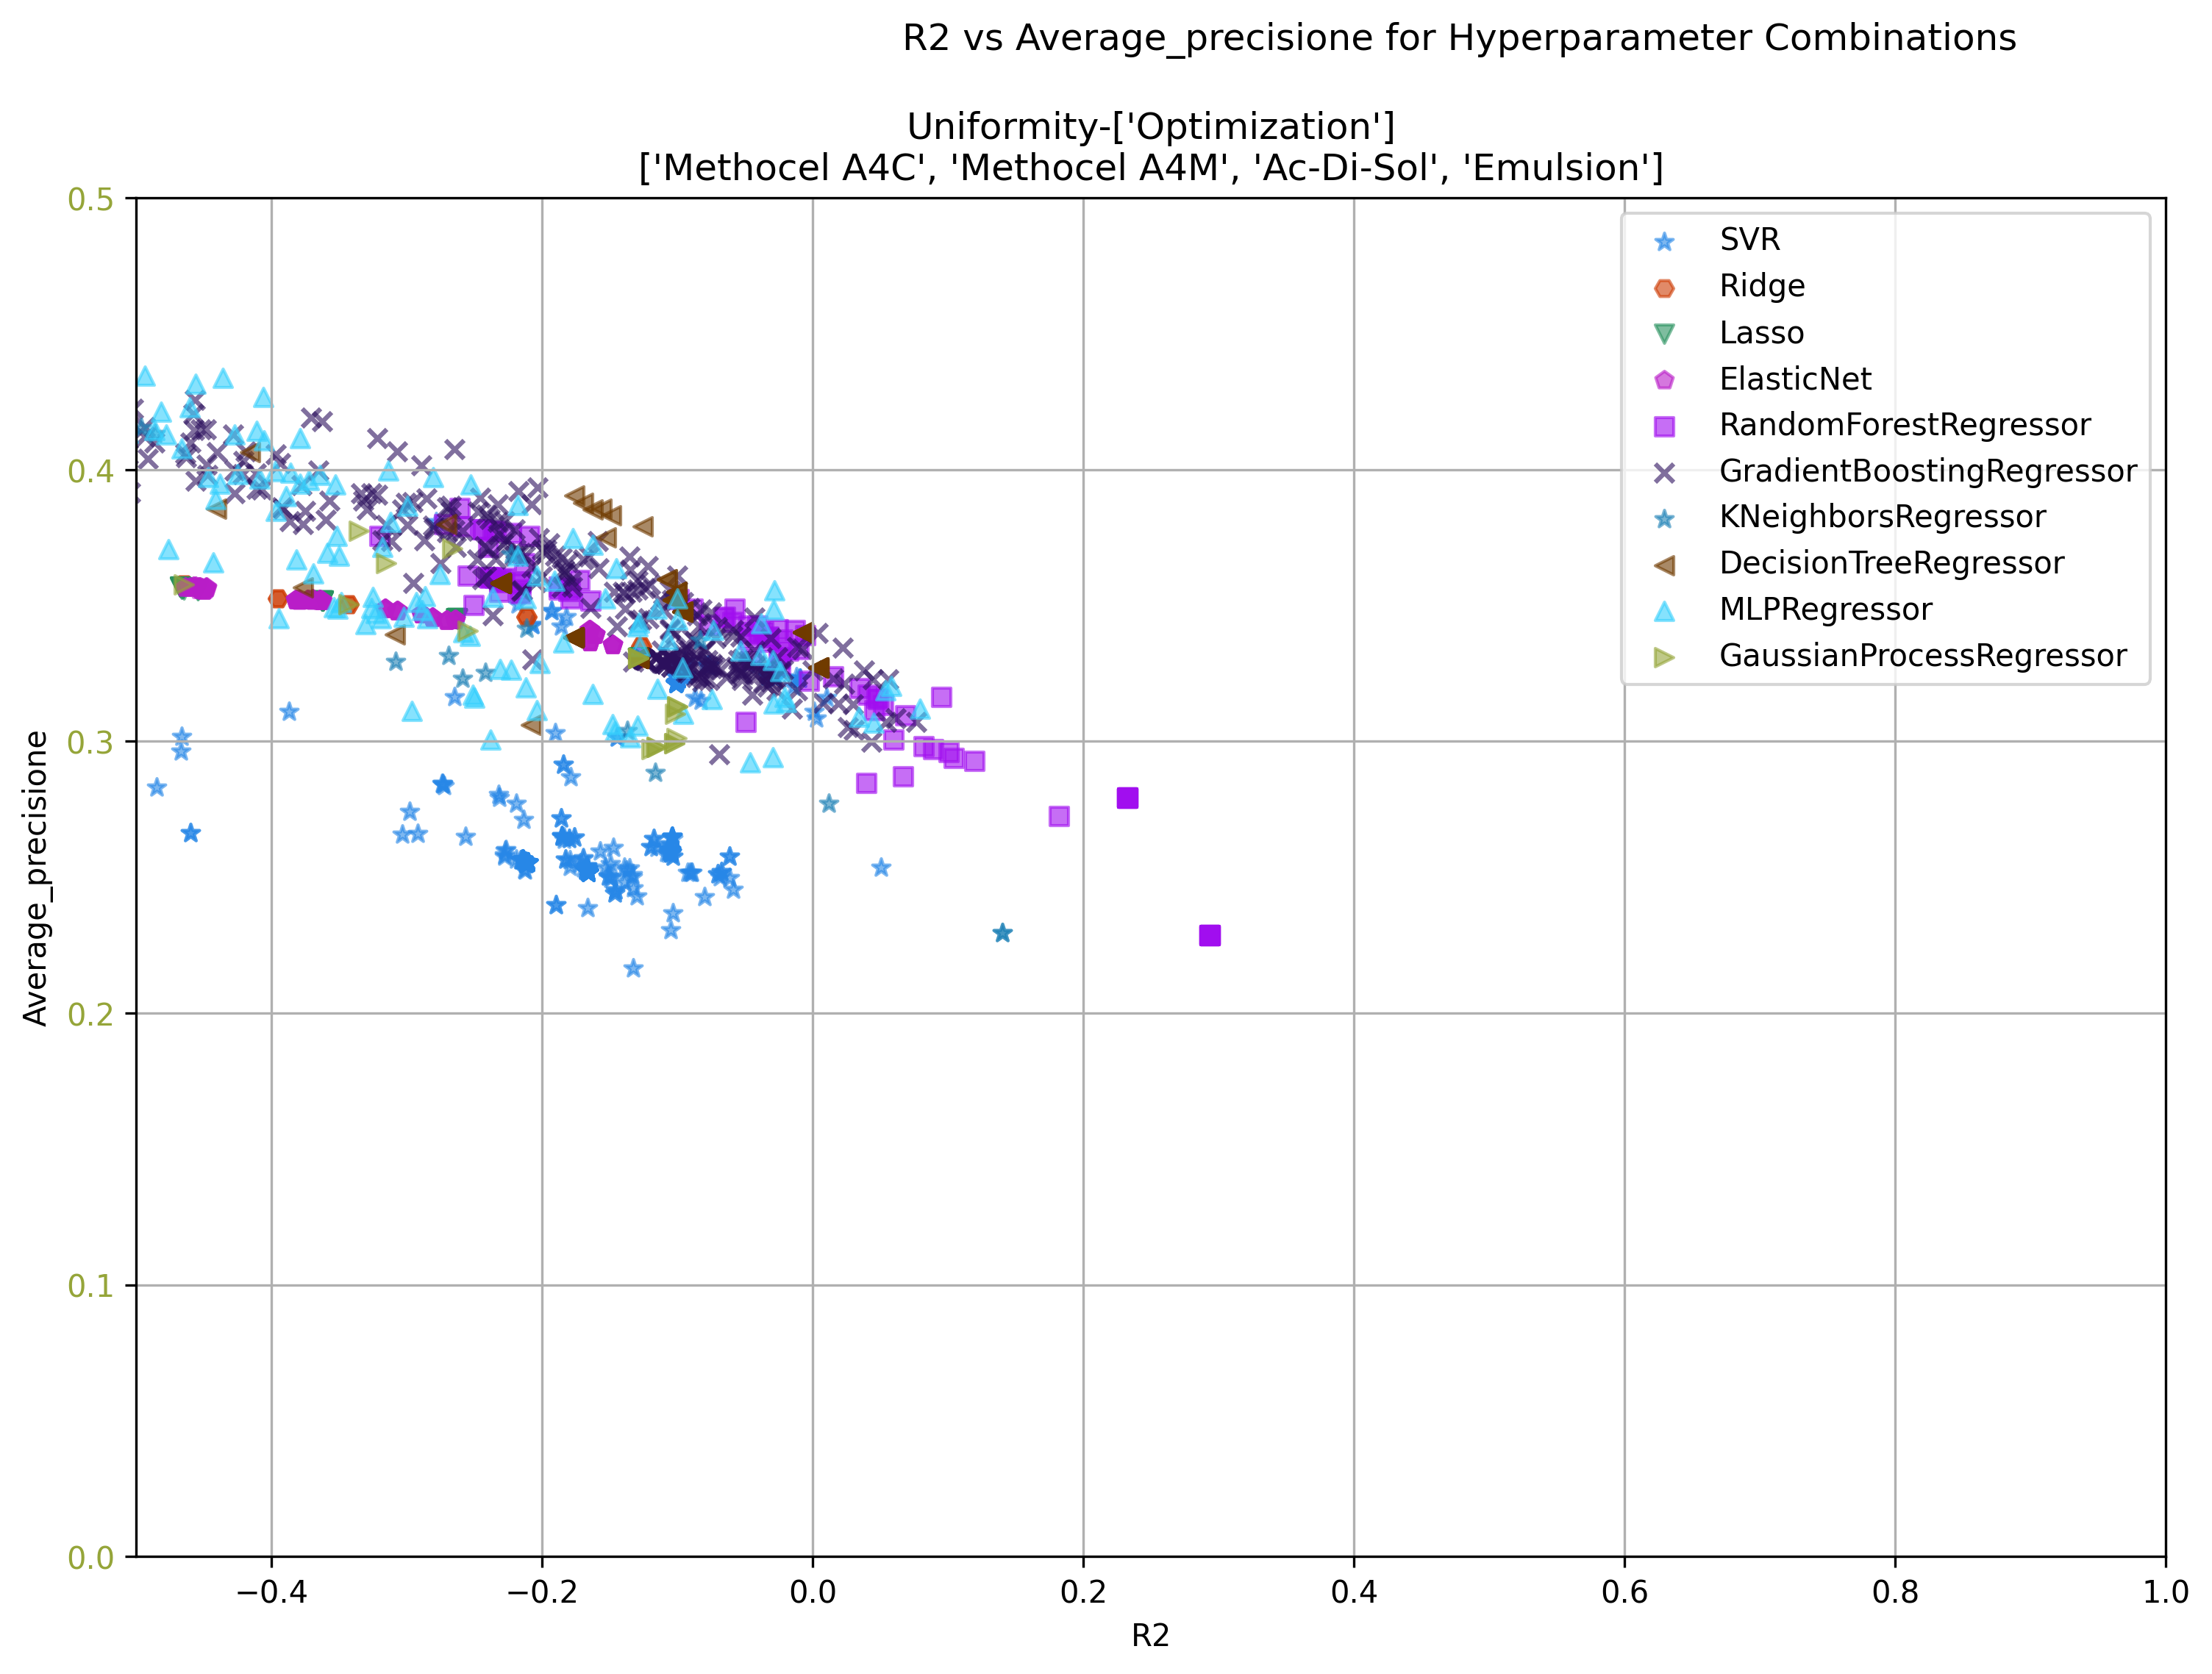 R2 vs Average_precisione for Hyperparameter Combinations
Uniformity-['Optimization']
['Methocel A4C', 'Methocel A4M', 'Ac-Di-Sol', 'Emulsion']
0.5
0.4
0.3
0.2
0.1
0.0
Average_precisione
SVR
Ridge
Lasso
ElasticNet
RandomForestRegressor
GradientBoostingRegressor
KNeighborsRegressor
DecisionTreeRegressor
MLPRegressor
GaussianProcessRegressor
−0.4
−0.2
0.0
0.2
0.4
0.6
0.8
1.0
R2